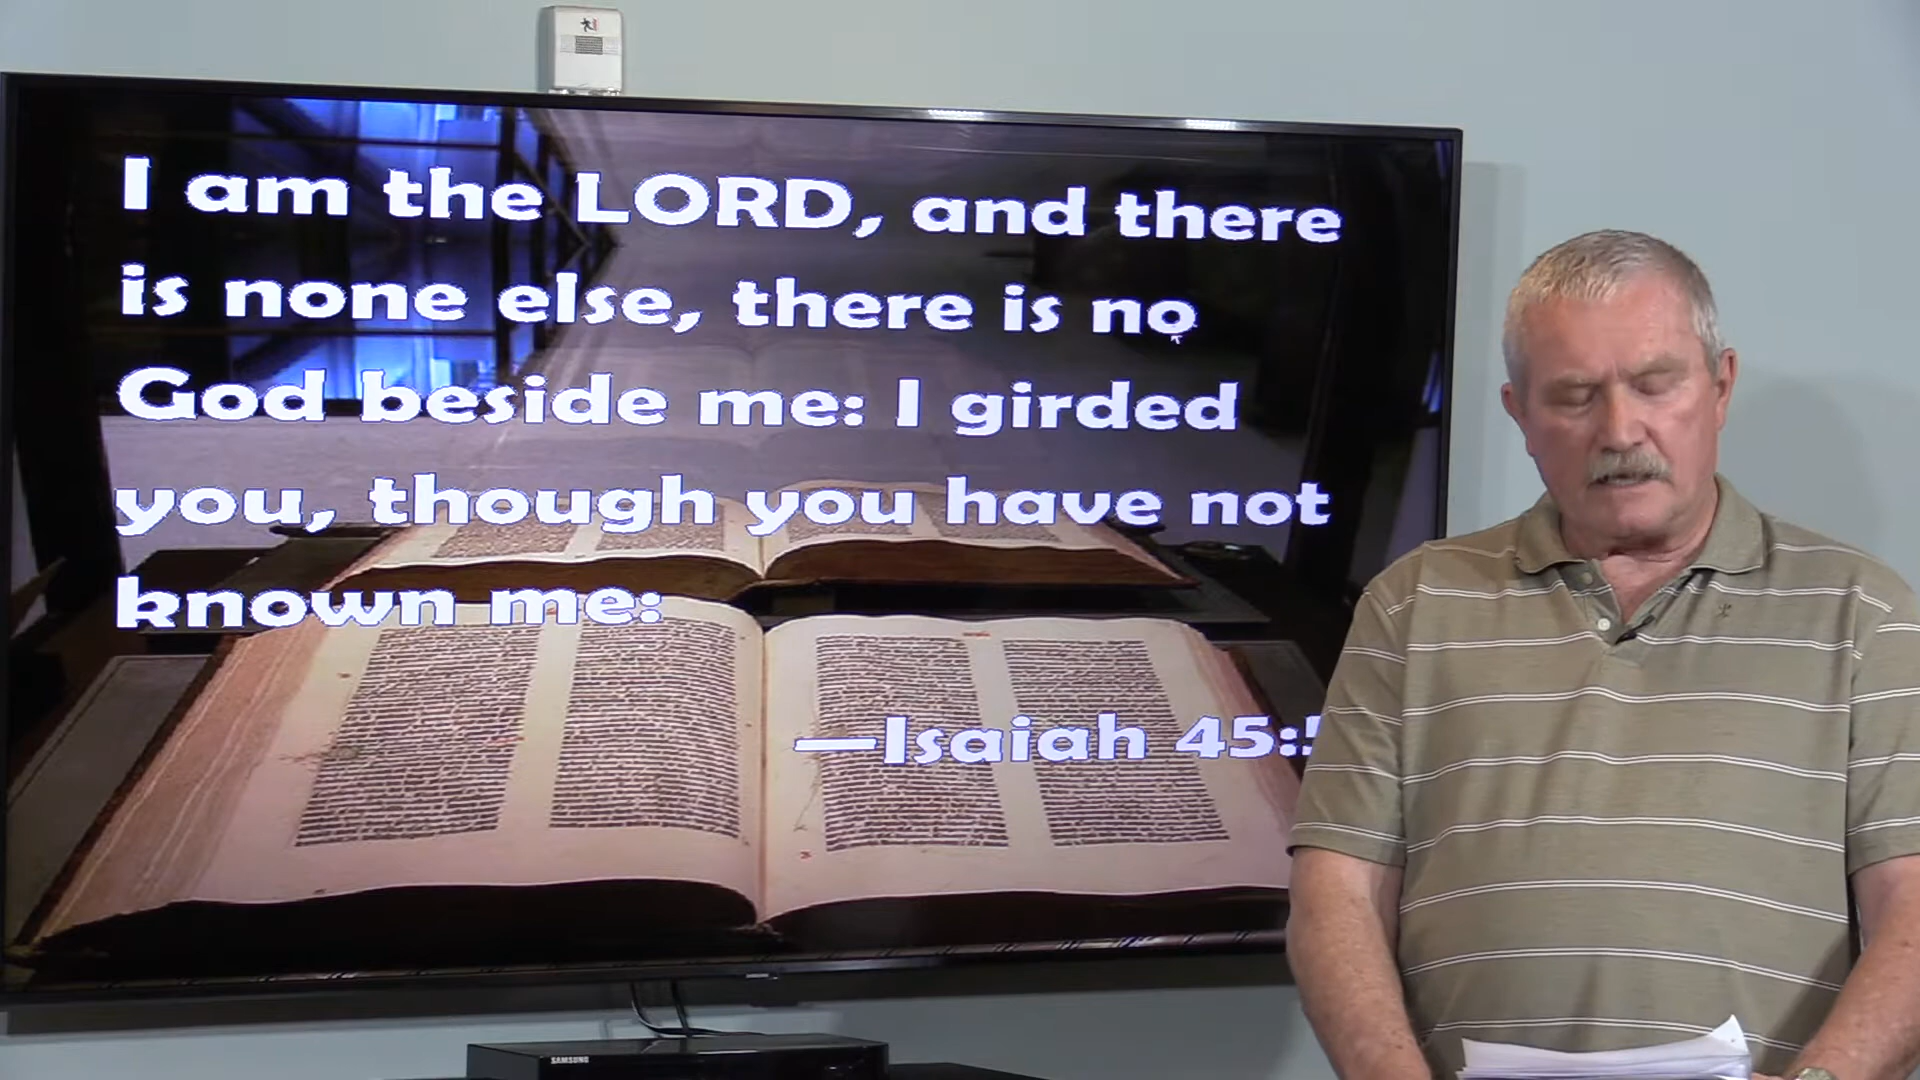 I am the LORD, and there
is none else, there is no
God beside me: I girded
you, though you have not
known me:
—Isaiah 45:5
SAMSUNG